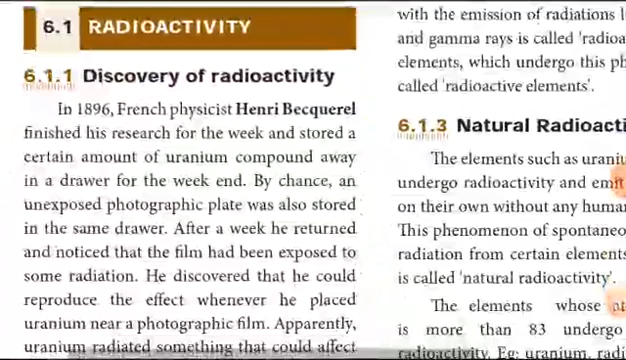 6.1 RADIOACTIVITY
6.1.1 Discovery of radioactivity
In 1896, French physicist Henri Becquerel
finished his research for the week and stored a
certain amount of uranium compound away
in a drawer for the week end. By chance, an
unexposed photographic plate was also stored
in the same drawer. After a week he returned
and noticed that the film had been exposed to
some radiation. He discovered that he could
reproduce the effect whenever he placed
uranium near a photographic film. Apparently,
uranium radiated something that could affect
with the emission of radiations
and gamma rays is called
elements, which undergo this
called 'radioactive elements'.
6.1.3 Natural
The elements such as
undergo radioactivity and emit
on their own without any
This phenomenon of
radiation from certain elements
is called 'natural radioactivity'.
The elements whose
is more than 83 undergo
radioactivity. Eg: uranium,